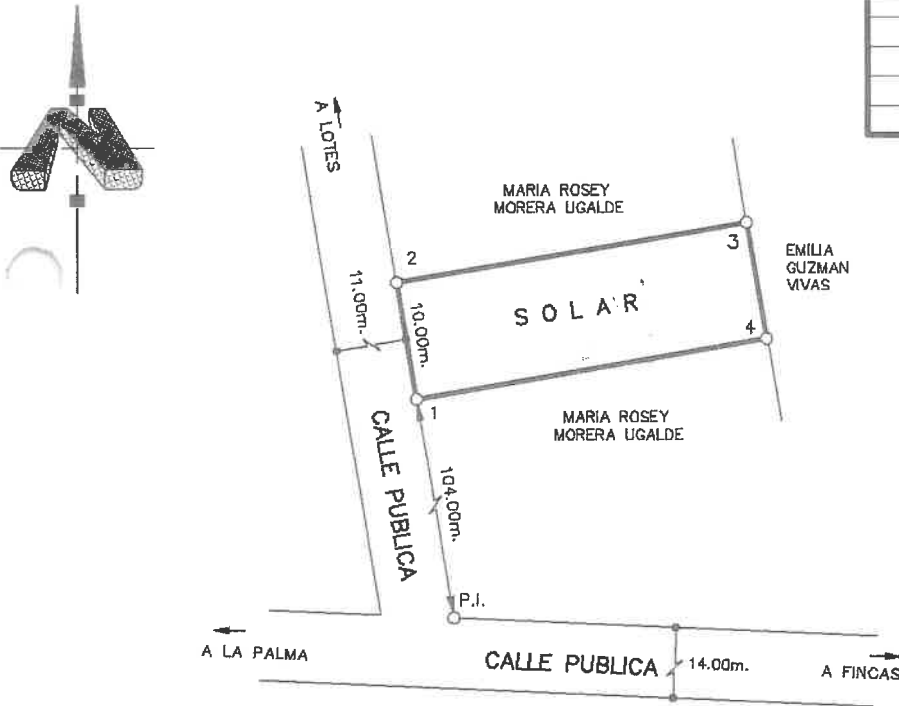 A LOTES
MARIA ROSEY
MORERA UGALDE
2
3
EMILIA
GUZMAN
VIVAS
11.00m.
10.00m.
SOLAR
4
1
MARIA ROSEY
MORERA UGALDE
CALLE PUBLICA
104.00m.
P.I.
A LA PALMA
CALLE PUBLICA
14.00m.
A FINCAS